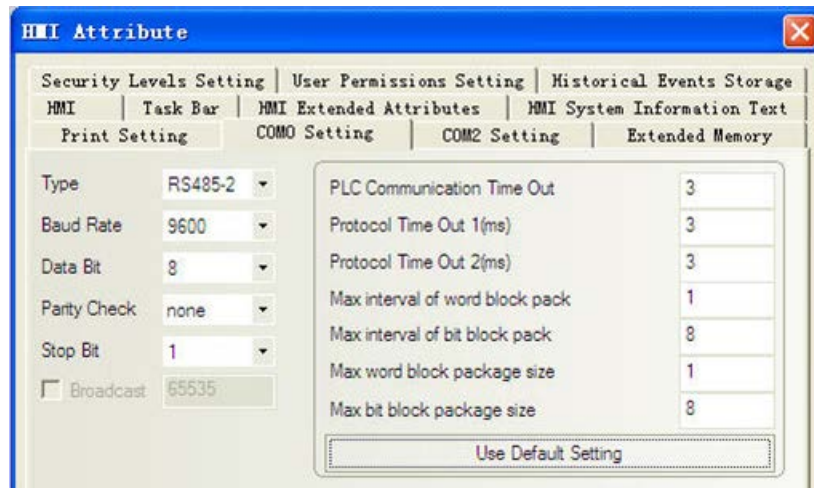 HMI Attribute
Security Levels Setting User Permissions Setting Historical Events Storage
HMI Task Bar HMI Extended Attributes HMI System Information Text
Print Setting COM0 Setting COM2 Setting Extended Memory
Type RS485-2
Baud Rate 9600
Data Bit 8
Parity Check none
Stop Bit 1
Broadcast 65535
PLC Communication Time Out 3
Protocol Time Out 1(ms) 3
Protocol Time Out 2(ms) 3
Max interval of word block pack 1
Max interval of bit block pack 8
Max word block package size 1
Max bit block package size 8
Use Default Setting